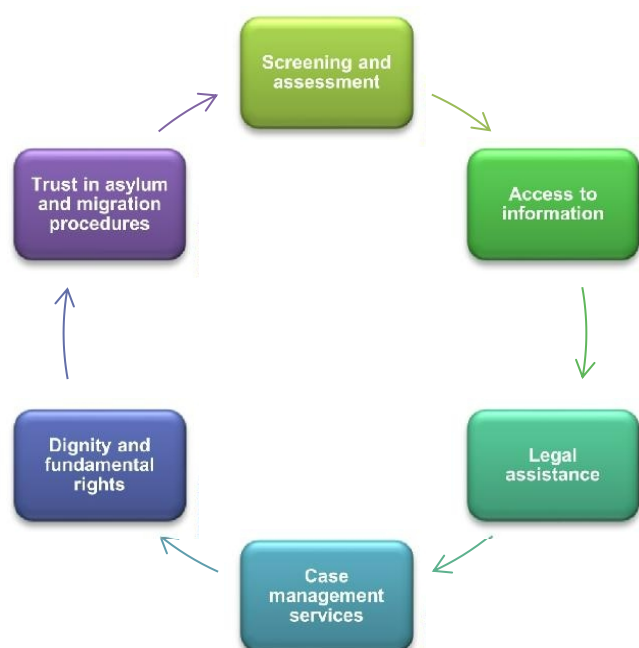 Screening and
assessment
Access to
information
Legal
assistance
Case
management
services
Dignity and
fundamental
rights
Trust in asylum
and migration
procedures